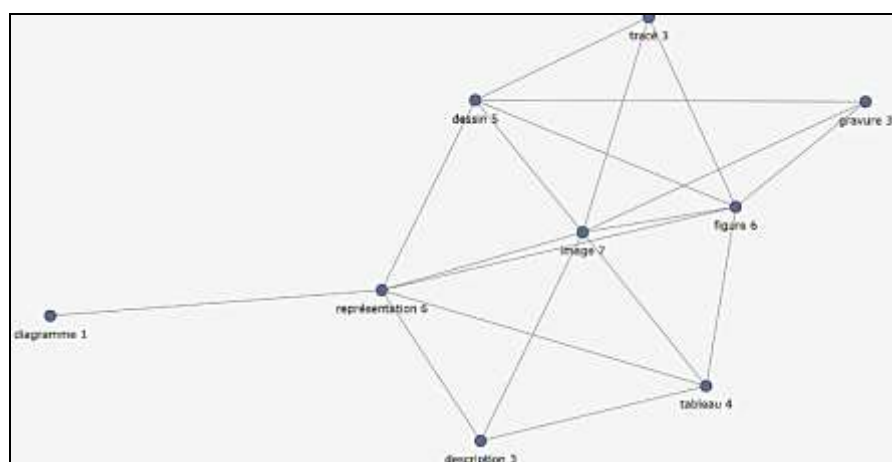 tracé 3
dessin 5
gravure 3
figure 6
image 7
représentation 6
diagramme 1
tableau 4
description 3